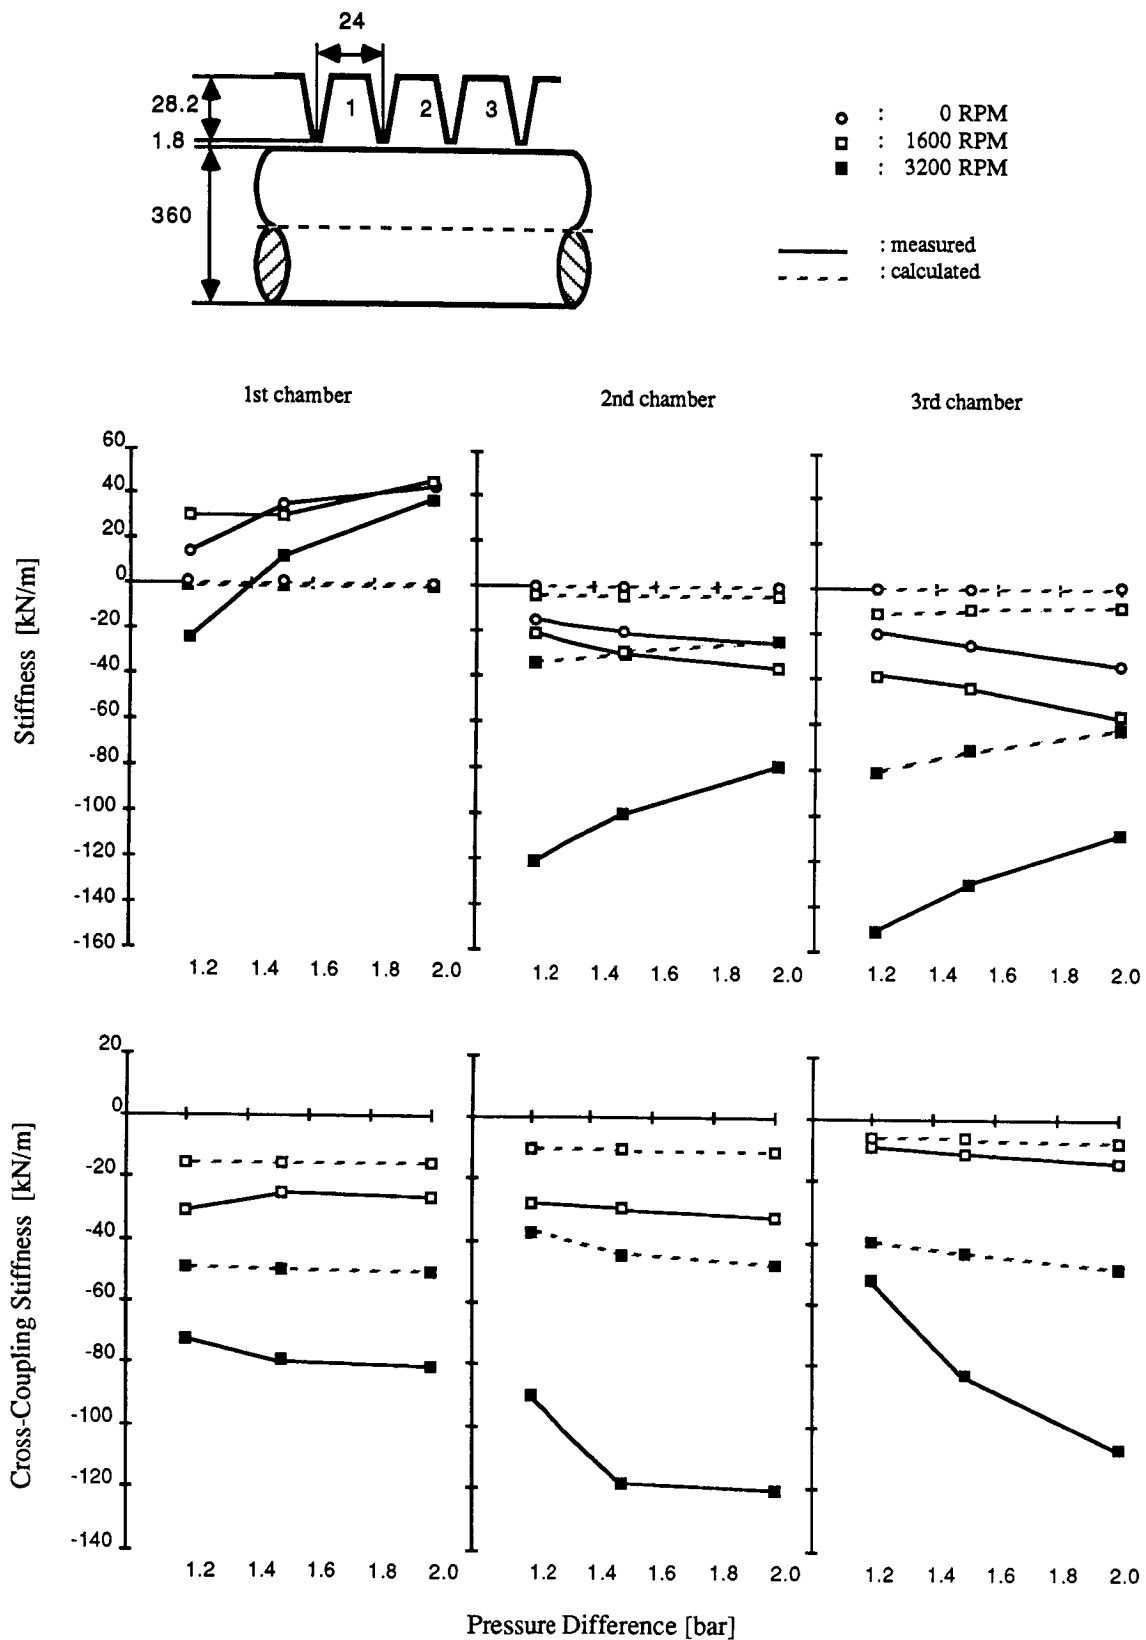 24
28.2
1.8
360
1 2 3
: 0 RPM
: 1600 RPM
: 3200 RPM
: measured
: calculated
1st chamber
2nd chamber
3rd chamber
Stiffness [kN/m]
60
40
20
0
-20
-40
-60
-80
-100
-120
-140
-160
1.2 1.4 1.6 1.8 2.0
1.2 1.4 1.6 1.8 2.0
1.2 1.4 1.6 1.8 2.0
Cross-Coupling Stiffness [kN/m]
20
0
-20
-40
-60
-80
-100
-120
-140
1.2 1.4 1.6 1.8 2.0
1.2 1.4 1.6 1.8 2.0
1.2 1.4 1.6 1.8 2.0
Pressure Difference [bar]